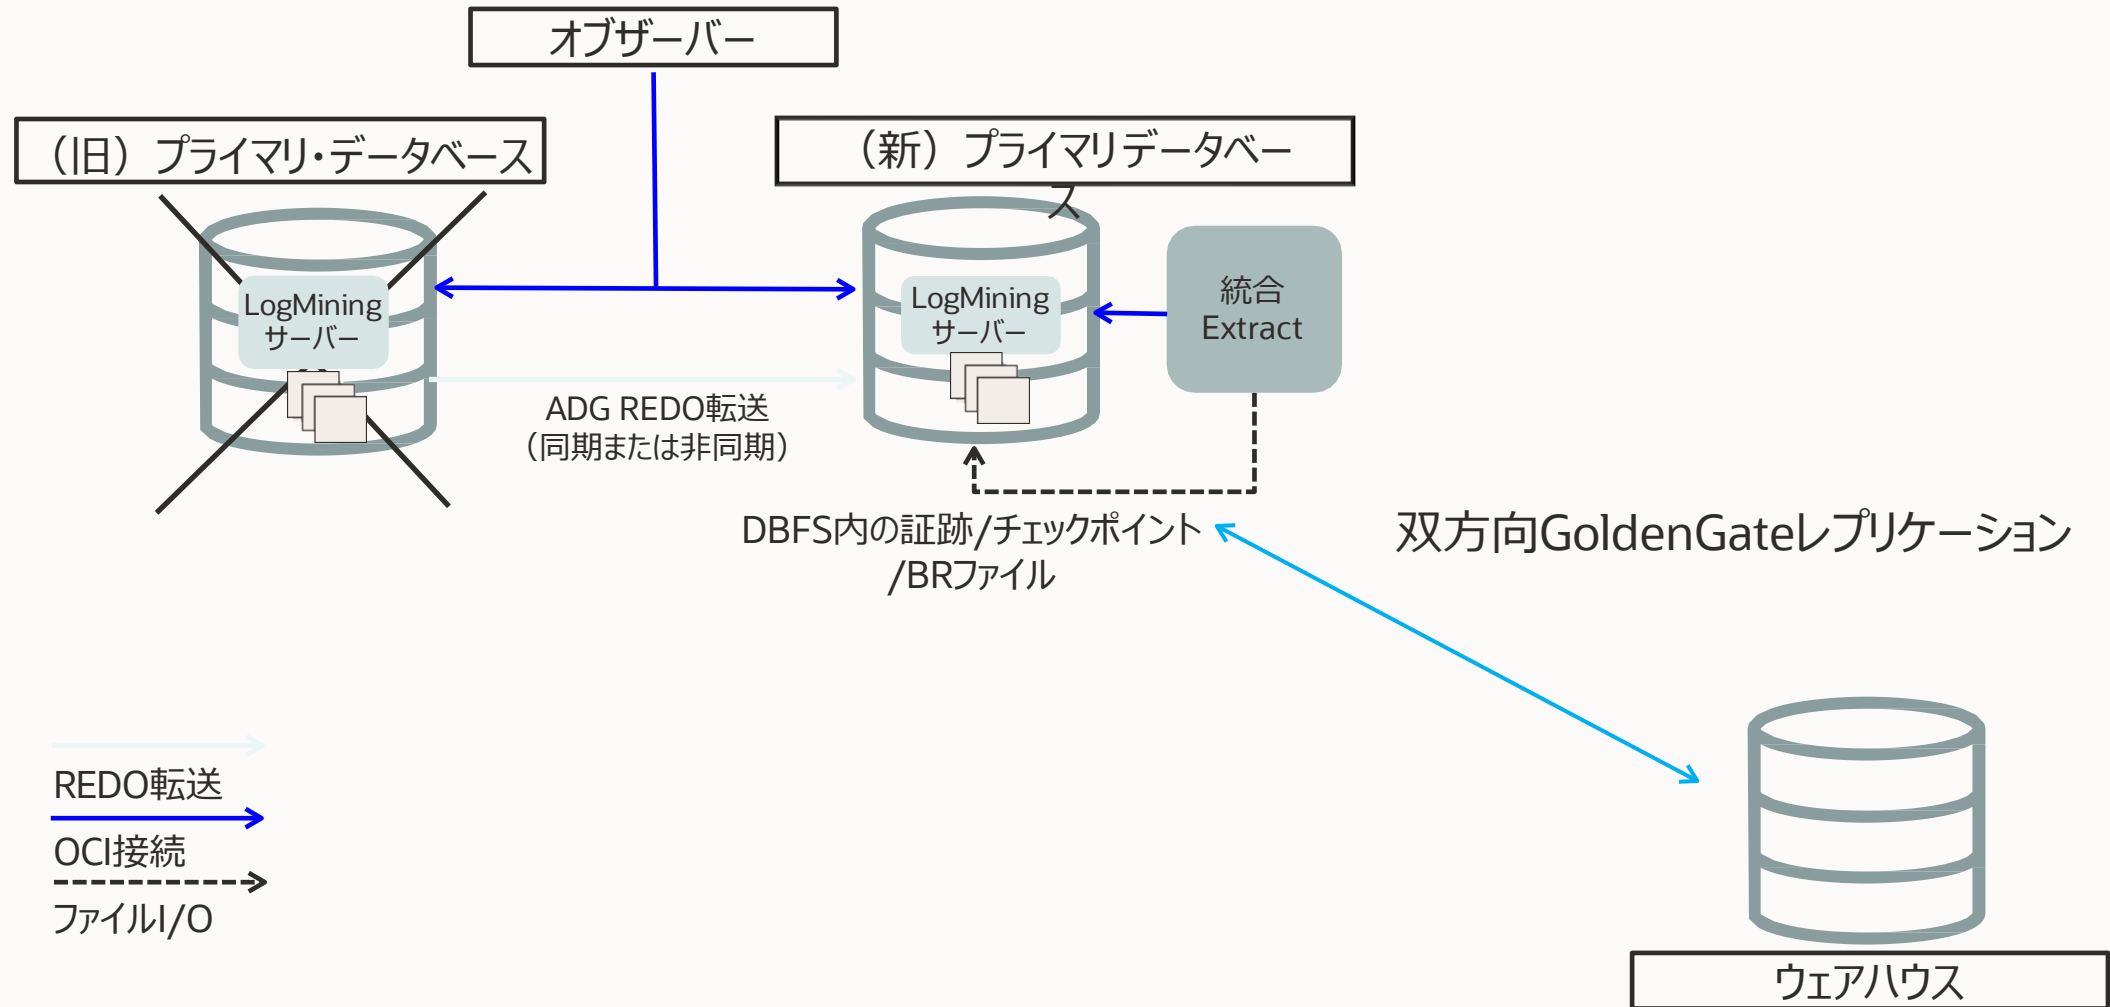 オブザーバー
（旧）プライマリ・データベース
（新）プライマリデータベー
ス
LogMining
サーバー
LogMining
サーバー
統合
Extract
ADG REDO転送
（同期または非同期）
DBFS内の証跡/チェックポイント
/BRファイル
双方向GoldenGateレプリケーション
REDO転送
OCI接続
ファイルI/O
ウェアハウス